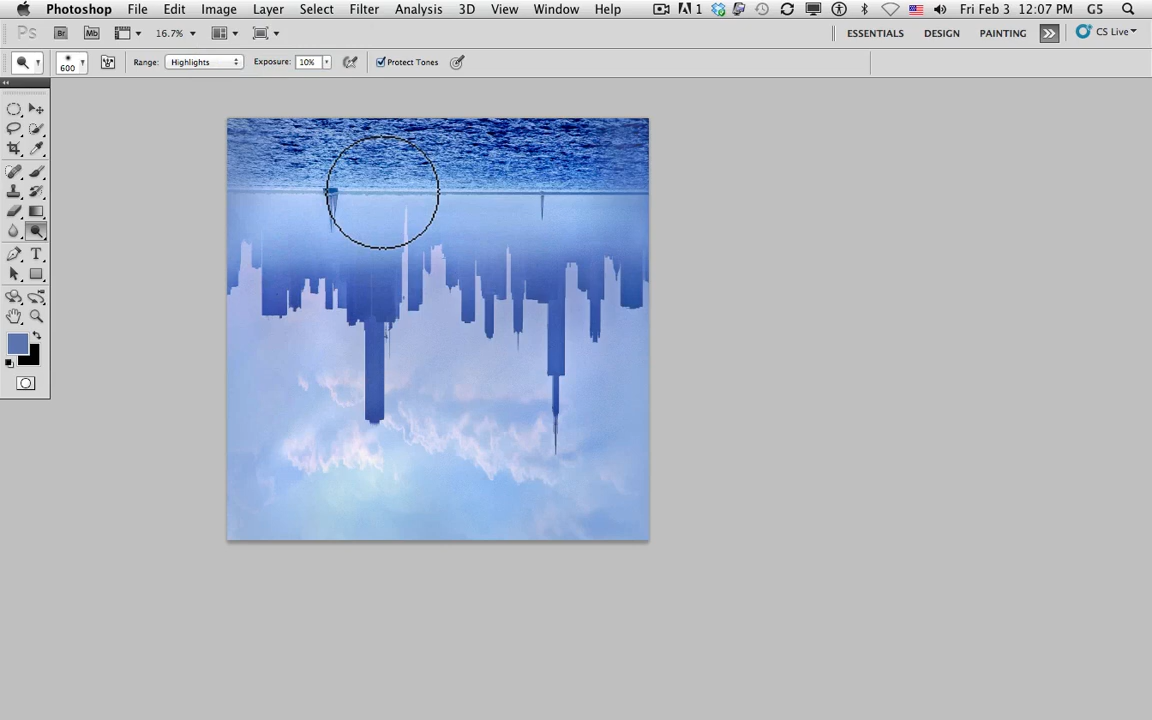 Photoshop File Edit Image Layer Select Filter Analysis 3D View Window Help 1 Fri Feb 3 12:07 PM G5
Ps Br Mb 16.7% ESSENTIALS DESIGN PAINTING CS Live
600 Range: Highlights Exposure: 10% Protect Tones
T